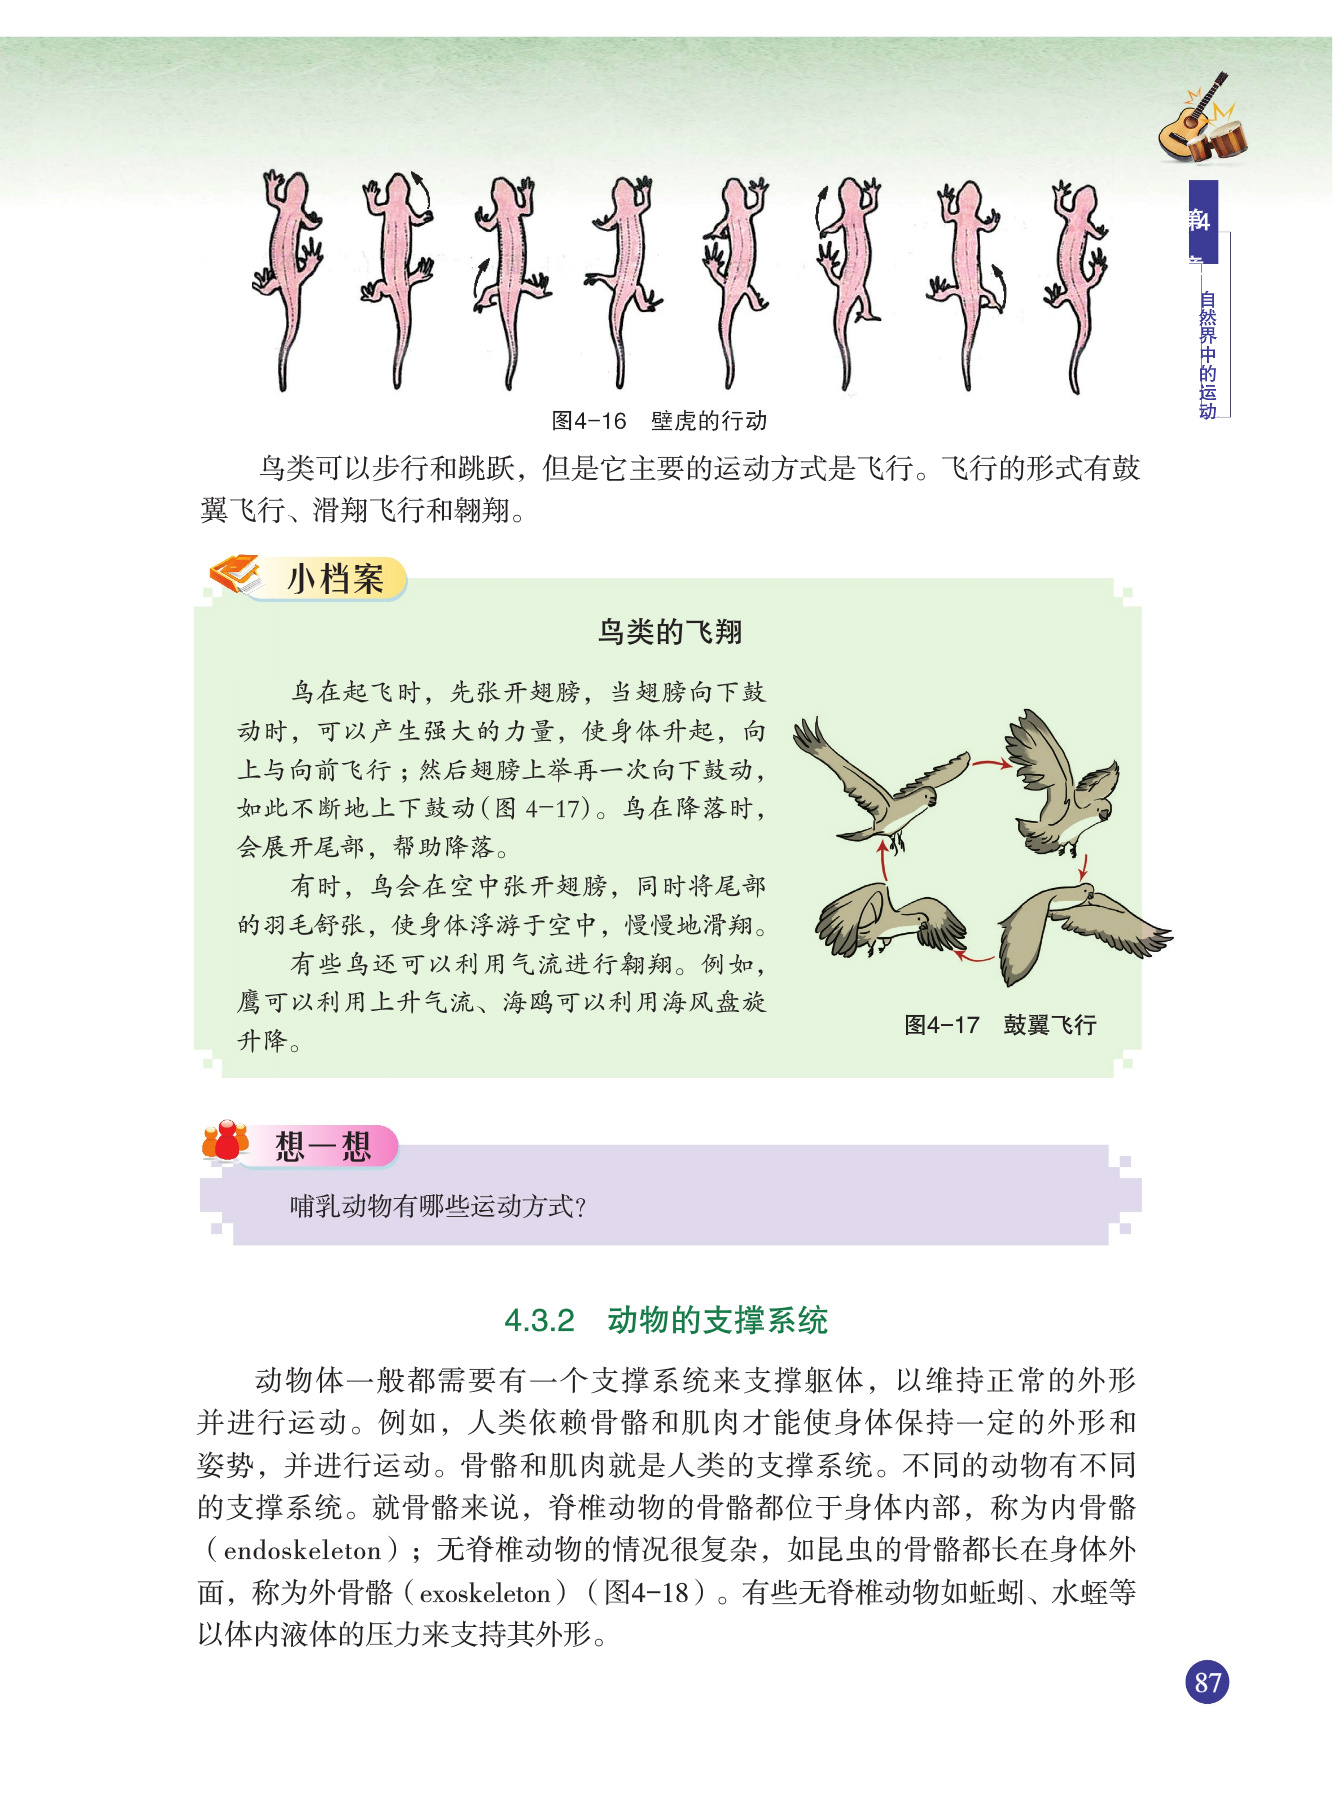 第4章
自然界中的运动
图4-16 壁虎的行动
鸟类可以步行和跳跃，但是它主要的运动方式是飞行。飞行的形式有鼓
翼飞行、滑翔飞行和翱翔。
小档案
鸟类的飞翔
鸟在起飞时，先张开翅膀，当翅膀向下鼓
动时，可以产生强大的力量，使身体升起，向
上与向前飞行；然后翅膀上举再一次向下鼓动，
如此不断地上下鼓动（图 4-17）。鸟在降落时，
会展开尾部，帮助降落。
有时，鸟会在空中张开翅膀，同时将尾部
的羽毛舒张，使身体浮游于空中，慢慢地滑翔。
有些鸟还可以利用气流进行翱翔。例如，
鹰可以利用上升气流、海鸥可以利用海风盘旋
升降。
图4-17 鼓翼飞行
想一想
哺乳动物有哪些运动方式？
4.3.2 动物的支撑系统
动物体一般都需要有一个支撑系统来支撑躯体，以维持正常的外形
并进行运动。例如，人类依赖骨骼和肌肉才能使身体保持一定的外形和
姿势，并进行运动。骨骼和肌肉就是人类的支撑系统。不同的动物有不同
的支撑系统。就骨骼来说，脊椎动物的骨骼都位于身体内部，称为内骨骼
（endoskeleton）；无脊椎动物的情况很复杂，如昆虫的骨骼都长在身体外
面，称为外骨骼（exoskeleton）（图4-18）。有些无脊椎动物如蚯蚓、水蛭等
以体内液体的压力来支持其外形。
87